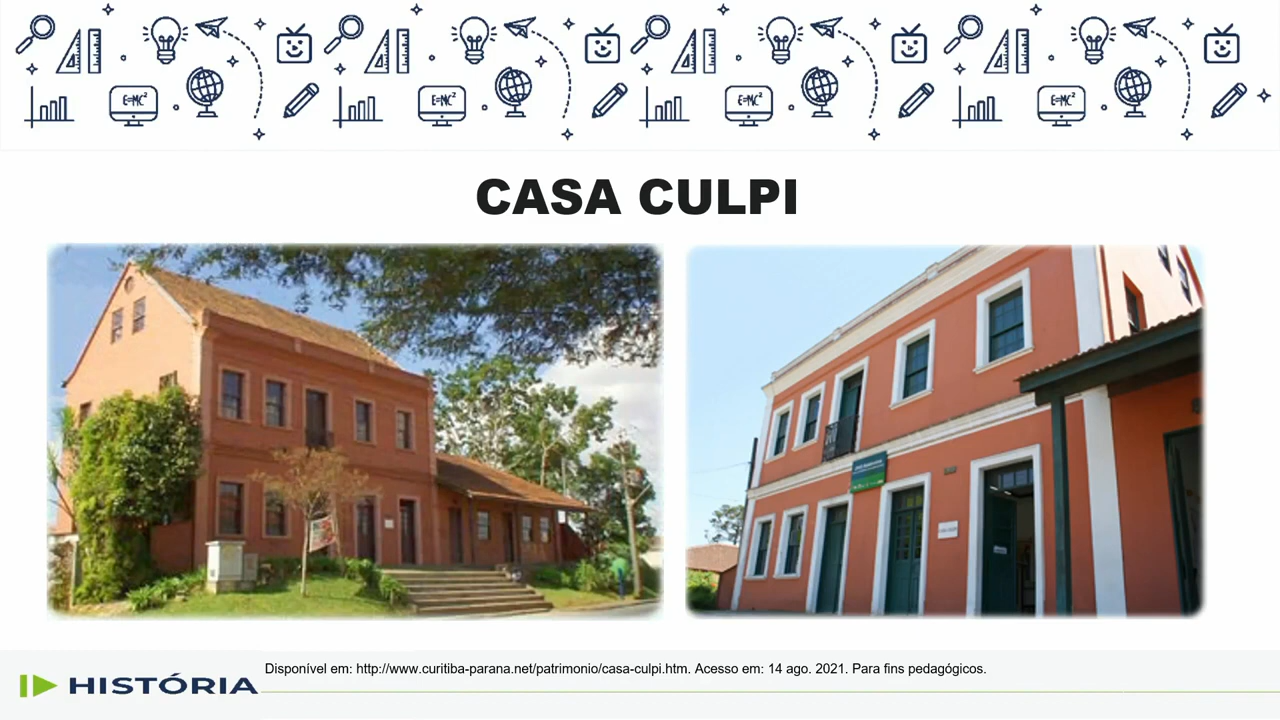 E=MC²
E=MC²
E=MC²
E=MC²
CASA CULPI
Disponível em: http://www.curitiba-parana.net/patrimonio/casa-culpi.htm. Acesso em: 14 ago. 2021. Para fins pedagógicos.
HISTÓRIA